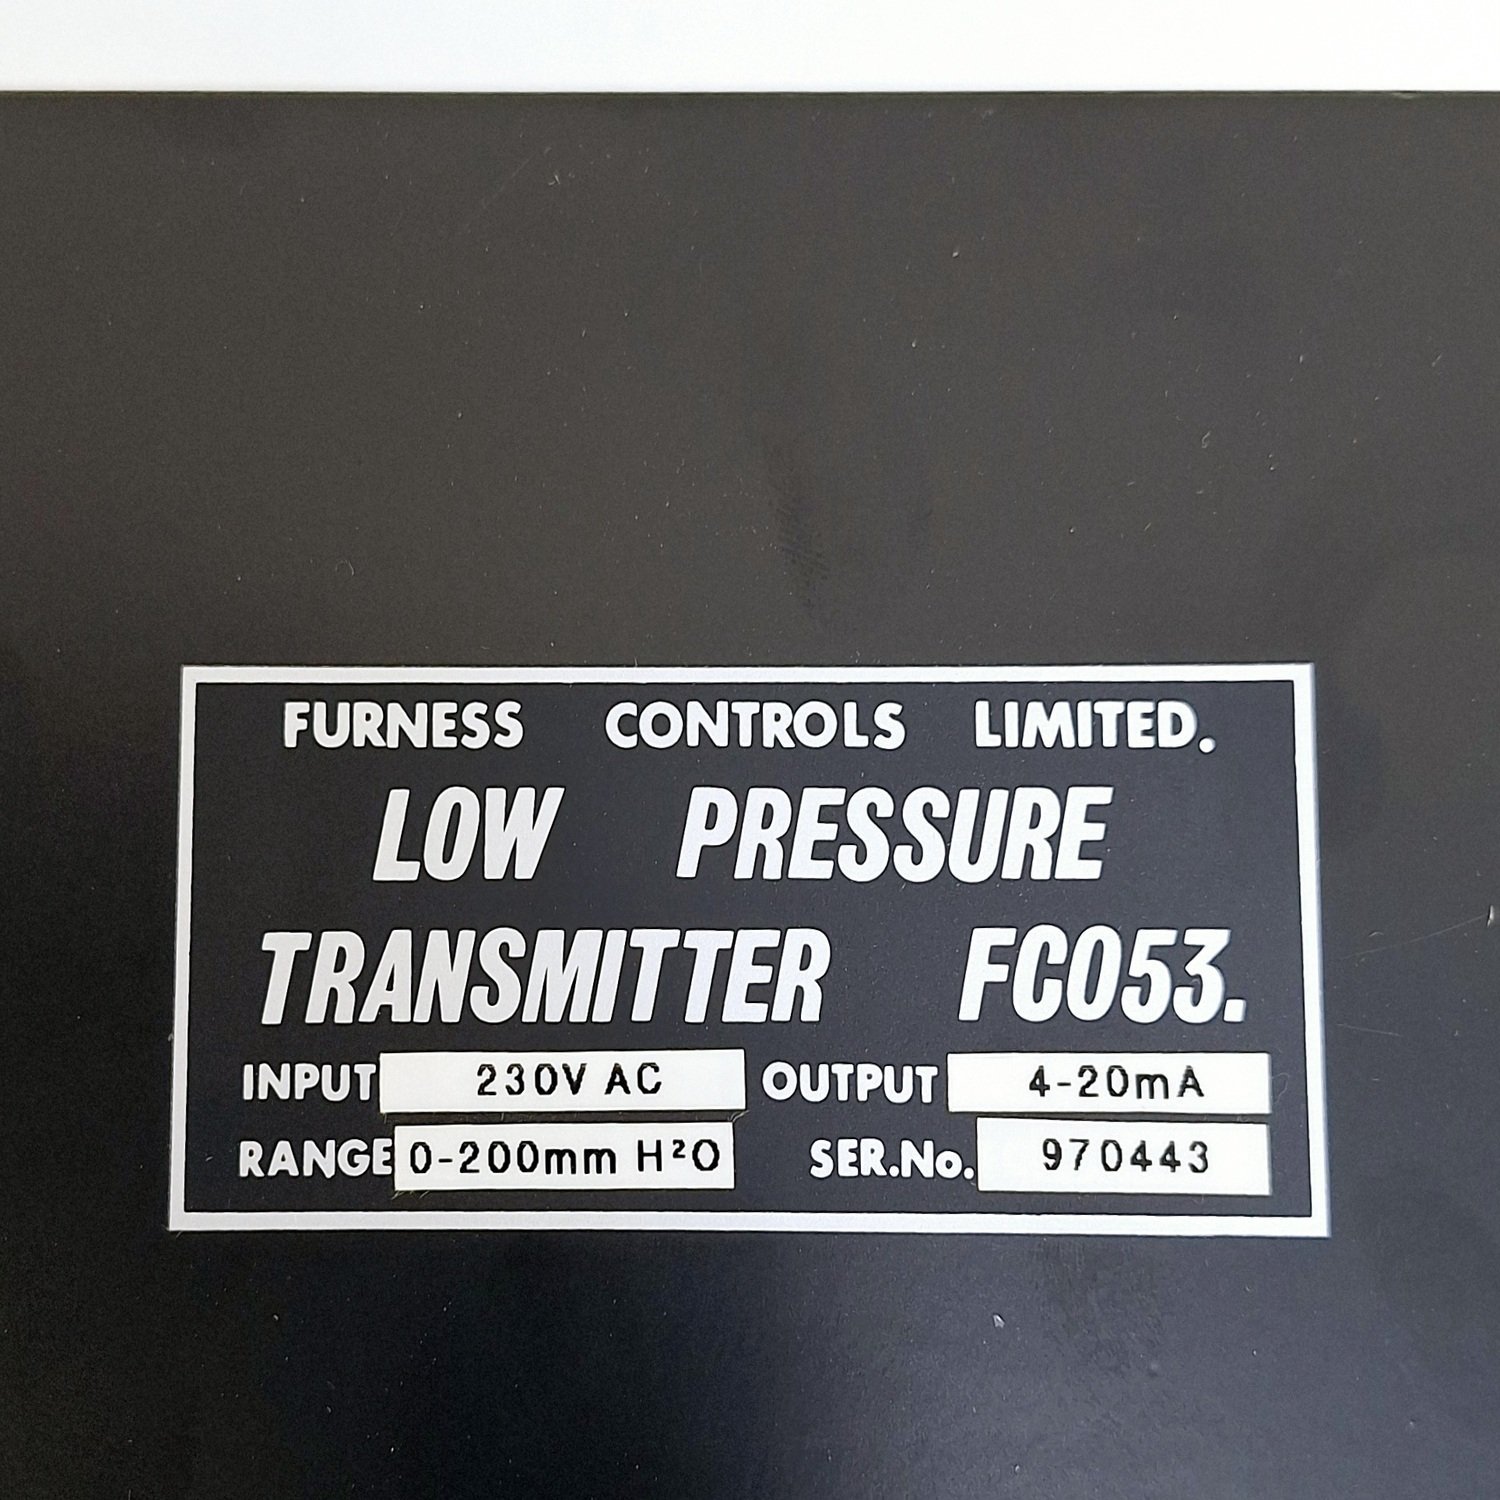 FURNESS CONTROLS LIMITED.
LOW PRESSURE
TRANSMITTER FC053.
INPUT 230V AC OUTPUT 4-20mA
RANGE 0-200mm H²O SER.No. 970443